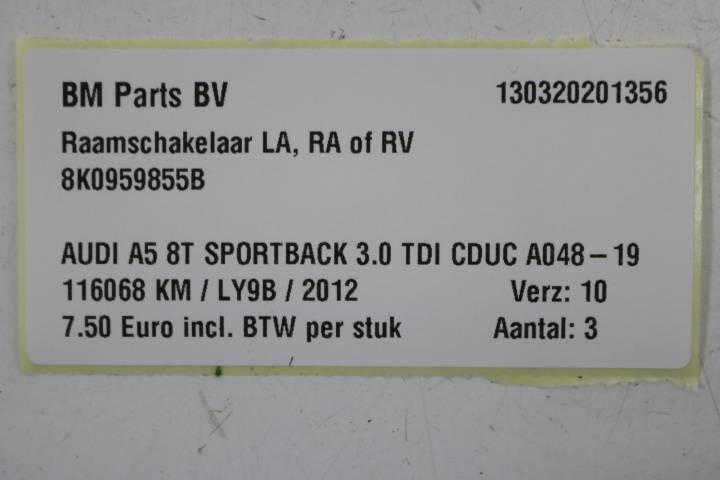 BM Parts BV 130320201356
Raamschakelaar LA, RA of RV
8K0959855B
AUDI A5 8T SPORTBACK 3.0 TDI CDUC A048-19
116068 KM / LY9B / 2012 Verz: 10
7.50 Euro incl. BTW per stuk Aantal: 3